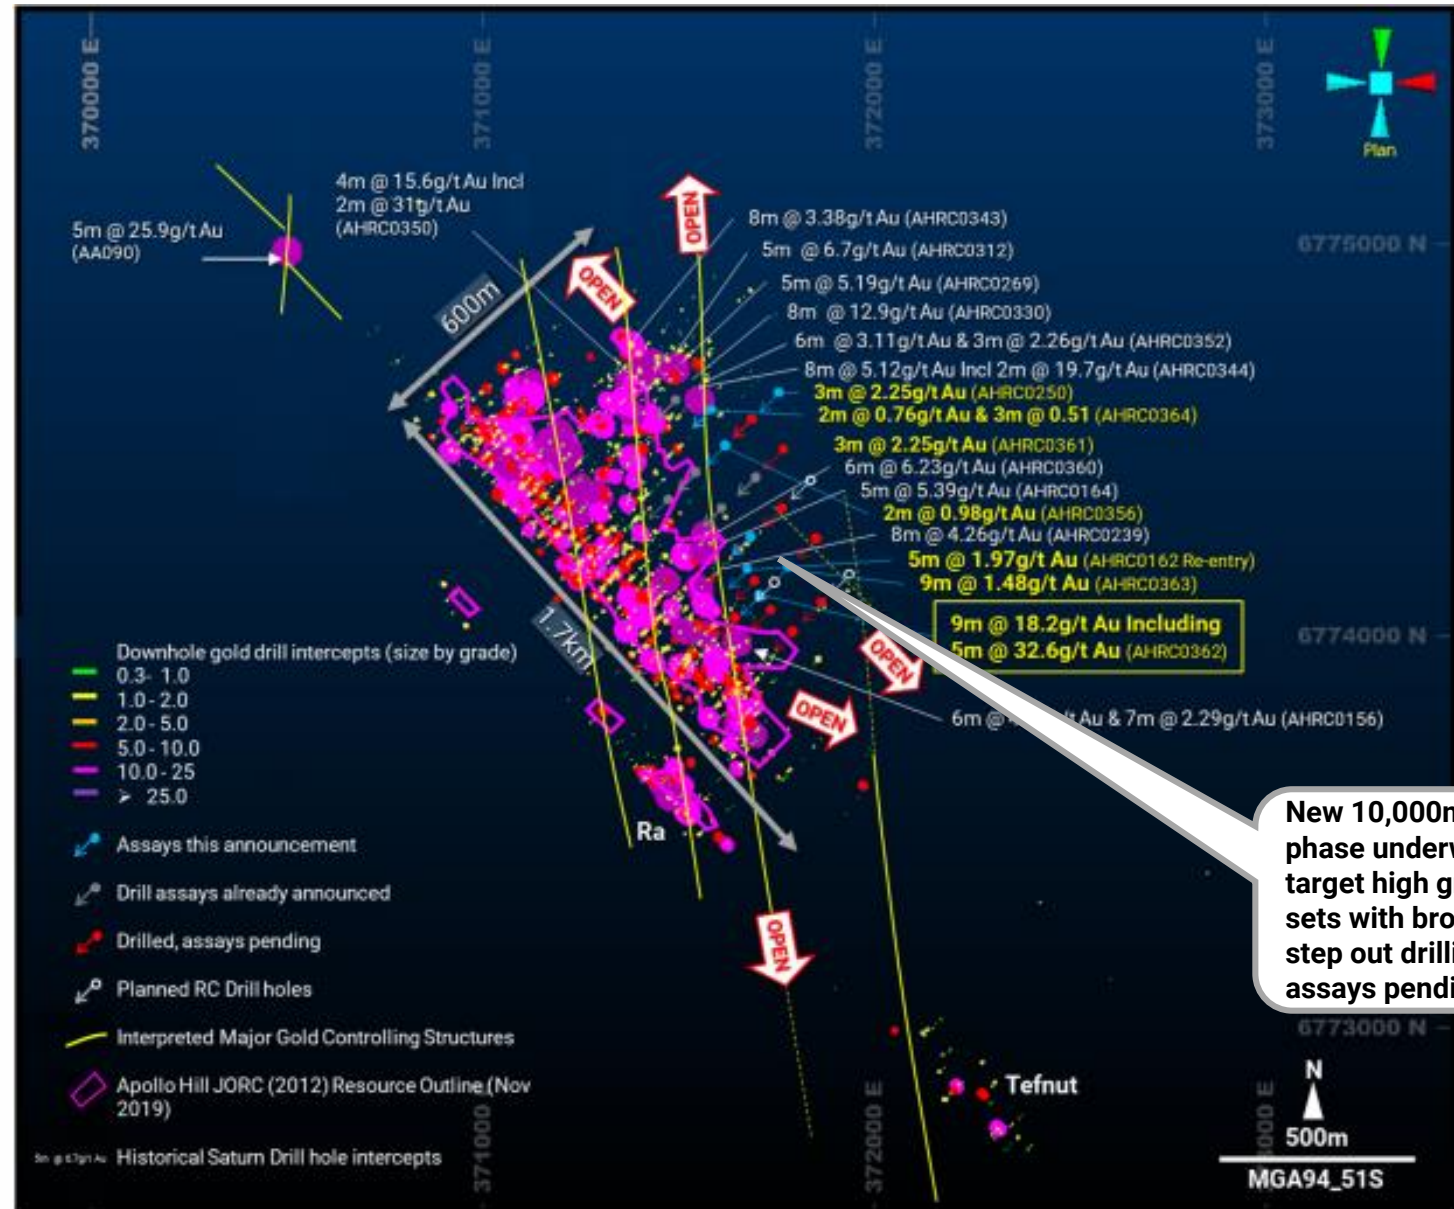 370000 E
371000 E
372000 E
373000 E
Plan
4m @ 15.6g/t Au Incl
2m @ 31g/t Au
(AHRC0350)
5m @ 25.9g/t Au
(AA090)
600m
OPEN
OPEN
8m @ 3.38g/t Au (AHRC0343)
5m @ 6.7g/t Au (AHRC0312)
5m @ 5.19g/t Au (AHRC0269)
8m @ 12.9g/t Au (AHRC0330)
6m @ 3.11g/t Au & 3m @ 2.26g/t Au (AHRC0352)
8m @ 5.12g/t Au Incl 2m @ 19.7g/t Au (AHRC0344)
3m @ 2.25g/t Au (AHRC0250)
2m @ 0.76g/t Au & 3m @ 0.51 (AHRC0364)
3m @ 2.25g/t Au (AHRC0361)
6m @ 6.23g/t Au (AHRC0360)
5m @ 5.39g/t Au (AHRC0164)
2m @ 0.98g/t Au (AHRC0356)
8m @ 4.26g/t Au (AHRC0239)
5m @ 1.97g/t Au (AHRC0162 Re-entry)
9m @ 1.48g/t Au (AHRC0363)
9m @ 18.2g/t Au Including
5m @ 32.6g/t Au (AHRC0362)
6m @ /t Au & 7m @ 2.29g/t Au (AHRC0156)
6775000 N
6774000 N
6773000 N
1.7km
OPEN
OPEN
OPEN
Ra
Tefnut
New 10,000m
phase
target high
sets with
step out
assays
Downhole gold drill intercepts (size by grade)
0.3- 1.0
1.0 - 2.0
2.0 - 5.0
5.0 - 10.0
10.0 - 25
➢ 25.0
Assays this announcement
Drill assays already announced
Drilled, assays pending
Planned RC Drill holes
Interpreted Major Gold Controlling Structures
Apollo Hill JORC (2012) Resource Outline (Nov
2019)
5m @ 6.7g/t Au Historical Saturn Drill hole intercepts
371000 E
372000 E
N
500m
MGA94_51S